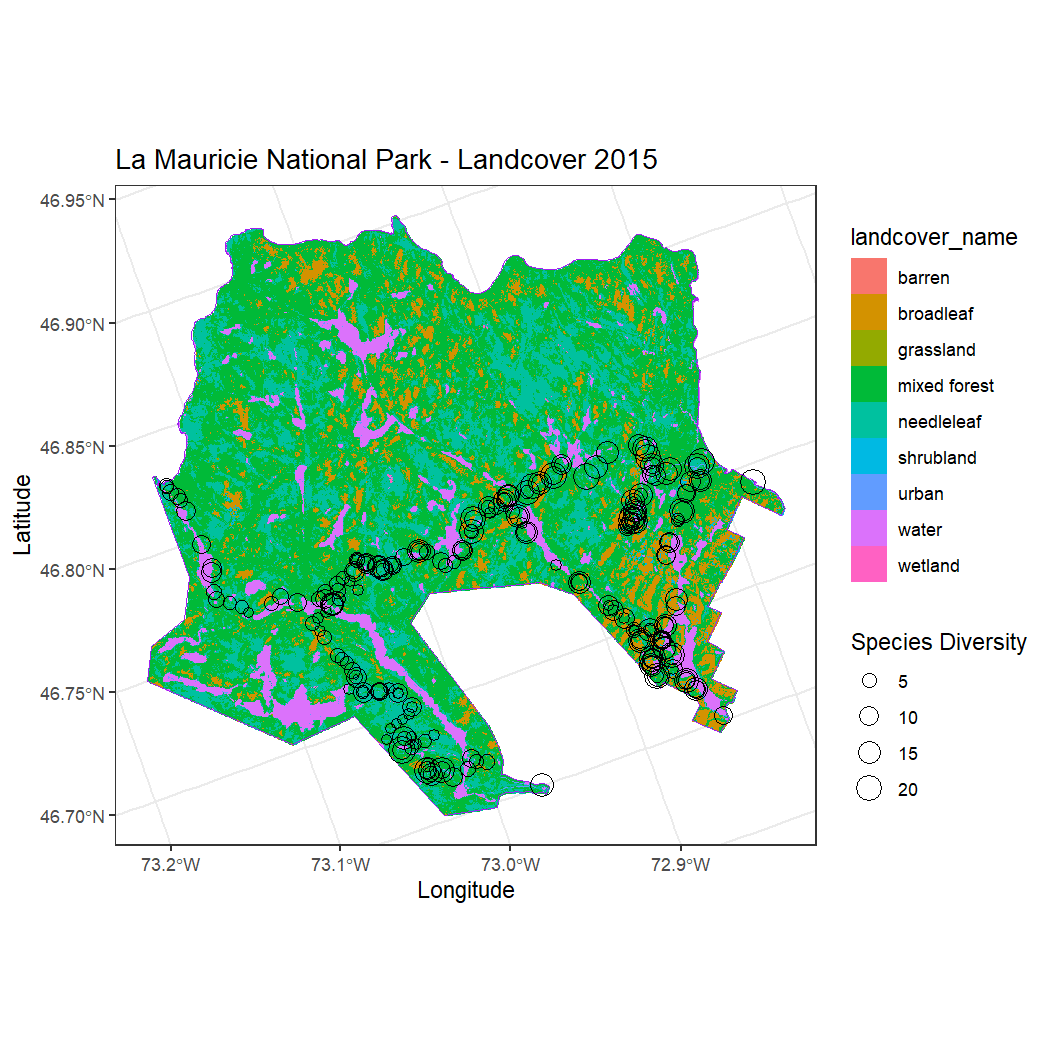 La Mauricie National Park - Landcover 2015
46.95°N
46.90°N
46.85°N
46.80°N
46.75°N
46.70°N
Latitude
73.2°W
73.1°W
73.0°W
72.9°W
Longitude
landcover_name
barren
broadleaf
grassland
mixed forest
needleleaf
shrubland
urban
water
wetland
Species Diversity
5
10
15
20